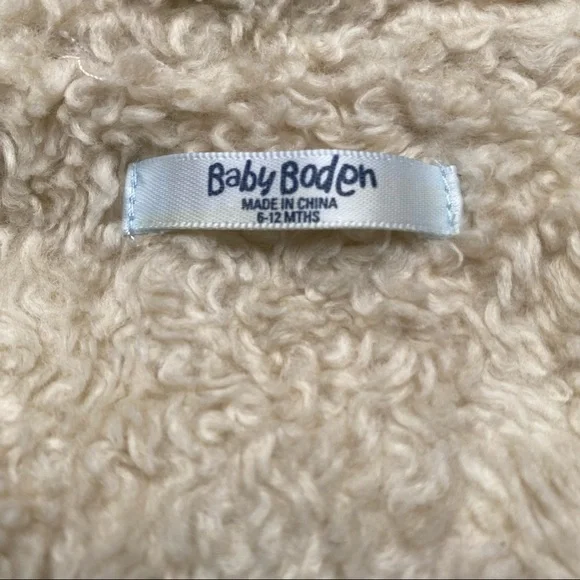 Baby Boden
MADE IN CHINA
6-12 MTHS